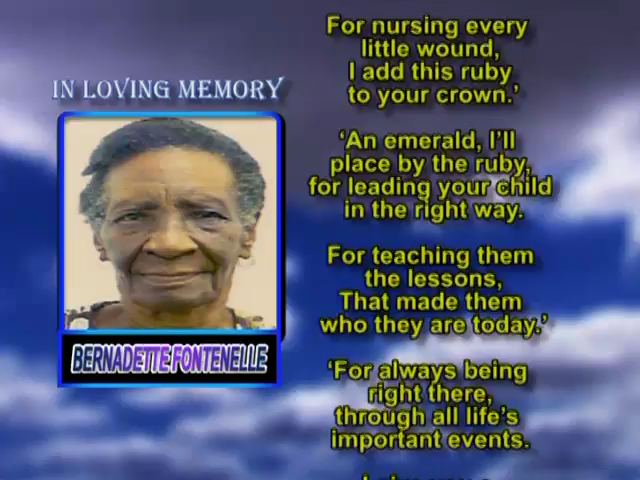 IN LOVING MEMORY
BERNADETTE FONTENELLE
For nursing every
little wound,
I add this ruby
to your crown.'
'An emerald, I'll
place by the ruby,
for leading your child
in the right way.
For teaching them
the lessons,
That made them
who they are today.'
'For always being
right there,
through all life's
important events.